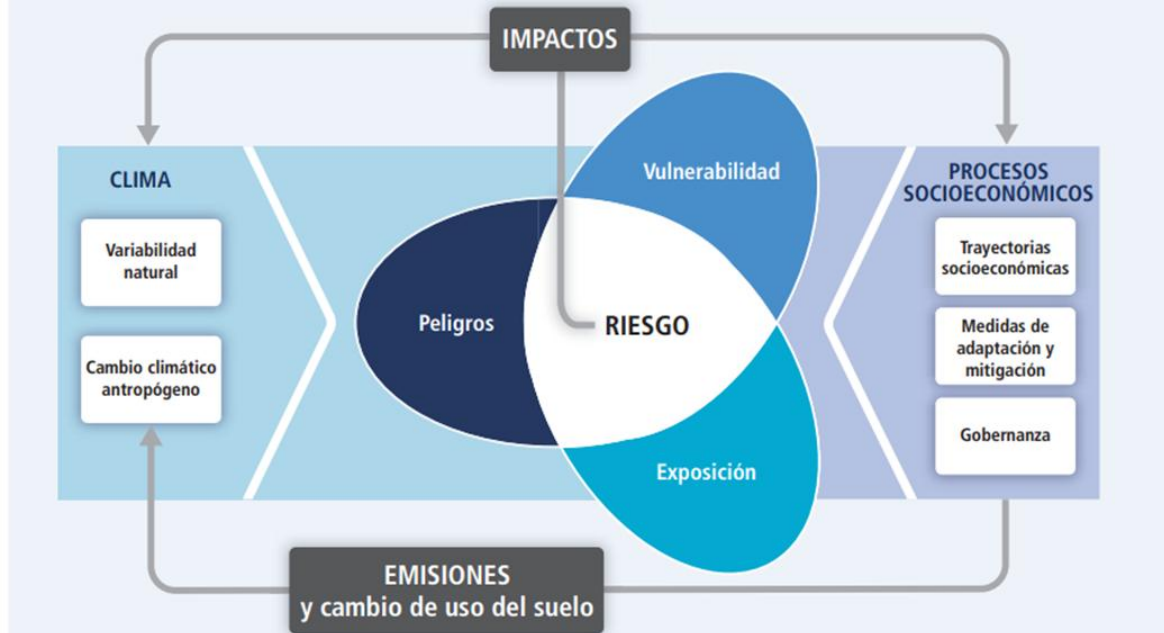 IMPACTOS
CLIMA
Variabilidad
natural
Cambio climático
antropógeno
Peligros
Vulnerabilidad
RIESGO
Exposición
PROCESOS
SOCIOECONÓMICOS
Trayectorias
socioeconómicas
Medidas de
adaptación y
mitigación
Gobernanza
EMISIONES
y cambio de uso del suelo